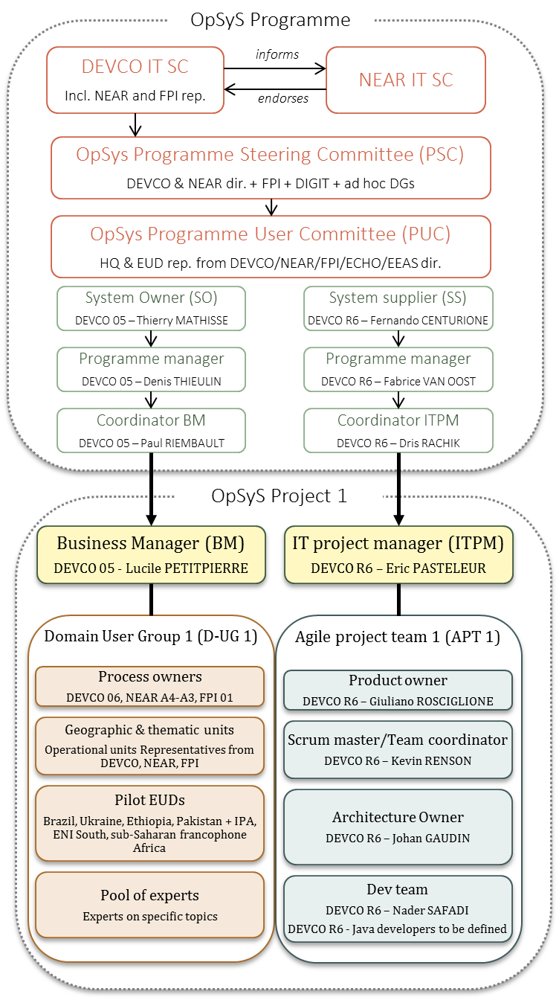 OpSyS Programme
DEVCO IT SC
Incl. NEAR and FPI rep.
informs
endorses
NEAR IT SC
OpSys Programme Steering Committee (PSC)
DEVCO & NEAR dir. + FPI + DIGIT + ad hoc DGs
OpSys Programme User Committee (PUC)
HQ & EUD rep. from DEVCO/NEAR/FPI/ECHO/EEAS dir.
System Owner (SO)
DEVCO 05 – Thierry MATHISSE
Programme manager
DEVCO 05 – Denis THIEULIN
Coordinator BM
DEVCO 05 – Paul RIEMBAULT
System supplier (SS)
DEVCO R6 – Fernando CENTURIONE
Programme manager
DEVCO R6 – Fabrice VAN OOST
Coordinator ITPM
DEVCO R6 – Dris RACHIK
OpSyS Project 1
Business Manager (BM)
DEVCO 05 - Lucile PETITPIERRE
IT project manager (ITPM)
DEVCO R6 – Eric PASTELEUR
Domain User Group 1 (D-UG 1)
Process owners
DEVCO 06, NEAR A4-A3, FPI 01
Geographic & thematic units
Operational units Representatives from
DEVCO, NEAR, FPI
Pilot EUDs
Brazil, Ukraine, Ethiopia, Pakistan + IPA,
ENI South, sub-Saharan francophone
Africa
Pool of experts
Experts on specific topics
Agile project team 1 (APT 1)
Product owner
DEVCO R6 – Giuliano ROSCIGLIONE
Scrum master/Team coordinator
DEVCO R6 – Kevin RENSON
Architecture Owner
DEVCO R6 – Johan GAUDIN
Dev team
DEVCO R6 – Nader SAFADI
DEVCO R6 - Java developers to be defined